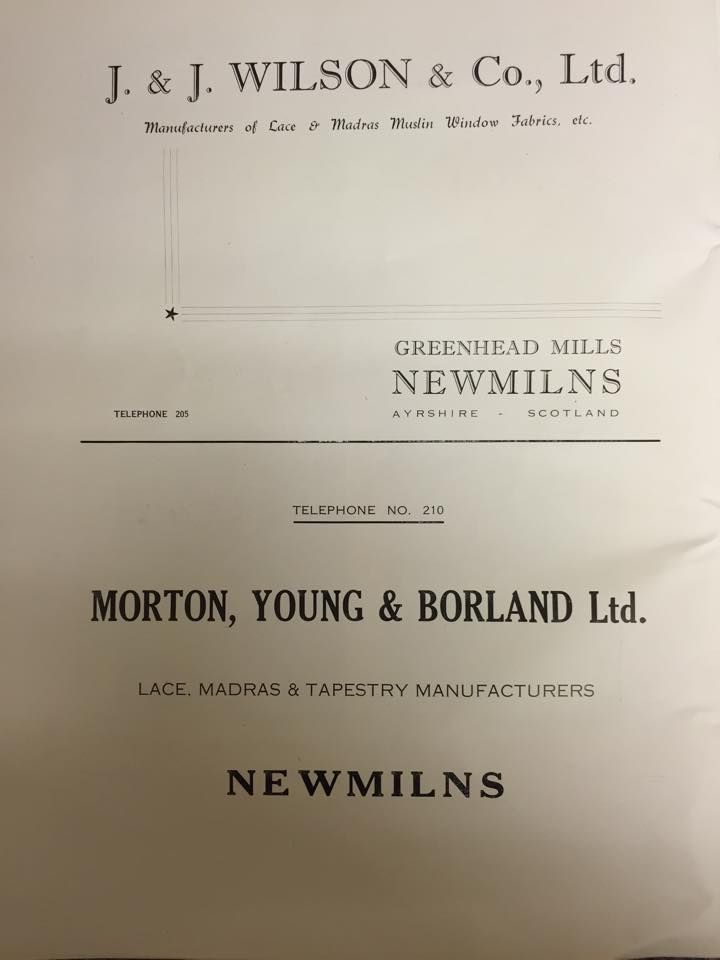 J. & J. WILSON & Co., Ltd.
Manufacturers of Lace & Madras Muslin Window Fabrics, etc.
GREENHEAD MILLS
NEWMILNS
TELEPHONE 205
AYRSHIRE - SCOTLAND
TELEPHONE NO. 210
MORTON, YOUNG & BORLAND Ltd.
LACE, MADRAS & TAPESTRY MANUFACTURERS
NEWMILNS